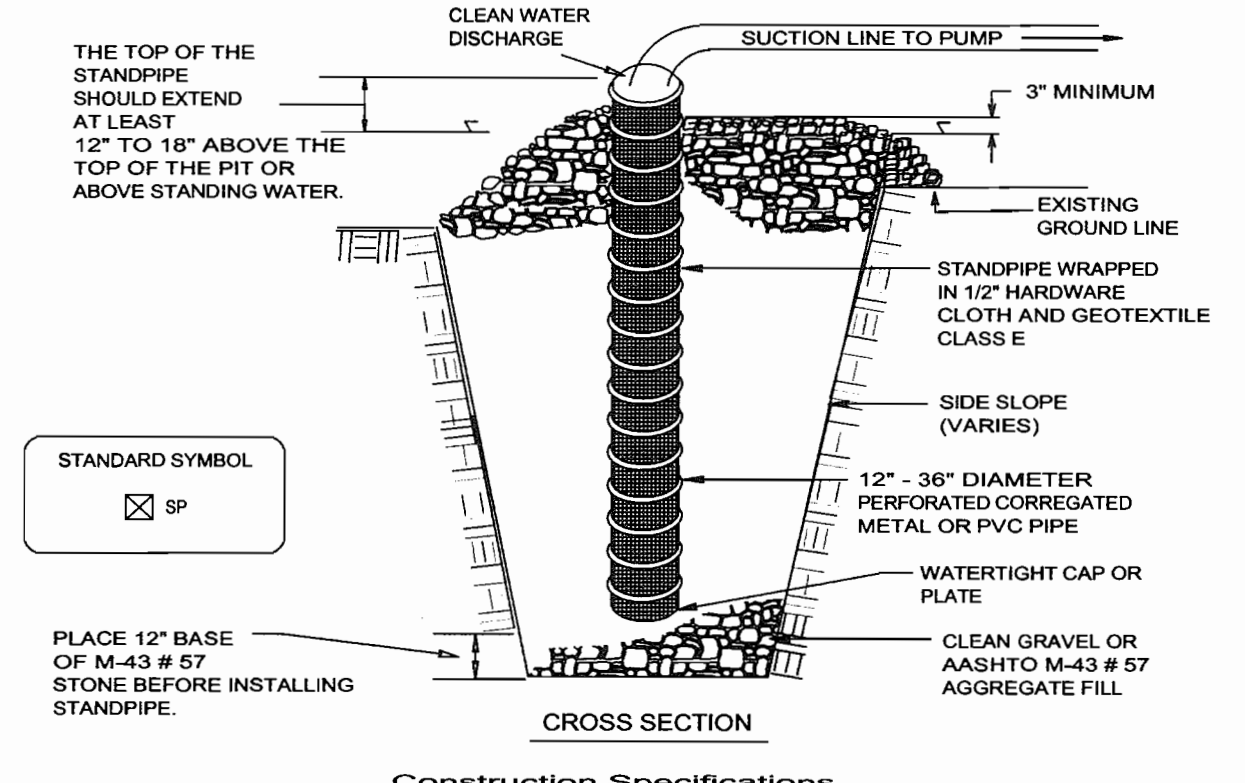 CLEAN WATER
DISCHARGE
SUCTION LINE TO PUMP
THE TOP OF THE
STANDPIPE
SHOULD EXTEND
AT LEAST
12" TO 18" ABOVE THE
TOP OF THE PIT OR
ABOVE STANDING WATER.
3" MINIMUM
EXISTING
GROUND LINE
STANDPIPE WRAPPED
IN 1/2" HARDWARE
CLOTH AND GEOTEXTILE
CLASS E
SIDE SLOPE
(VARIES)
STANDARD SYMBOL
SP
12" - 36" DIAMETER
PERFORATED CORREGATED
METAL OR PVC PIPE
WATERTIGHT CAP OR
PLATE
PLACE 12" BASE
OF M-43 # 57
STONE BEFORE INSTALLING
STANDPIPE.
CLEAN GRAVEL OR
AASHTO M-43 # 57
AGGREGATE FILL
CROSS SECTION
Construction Specifications